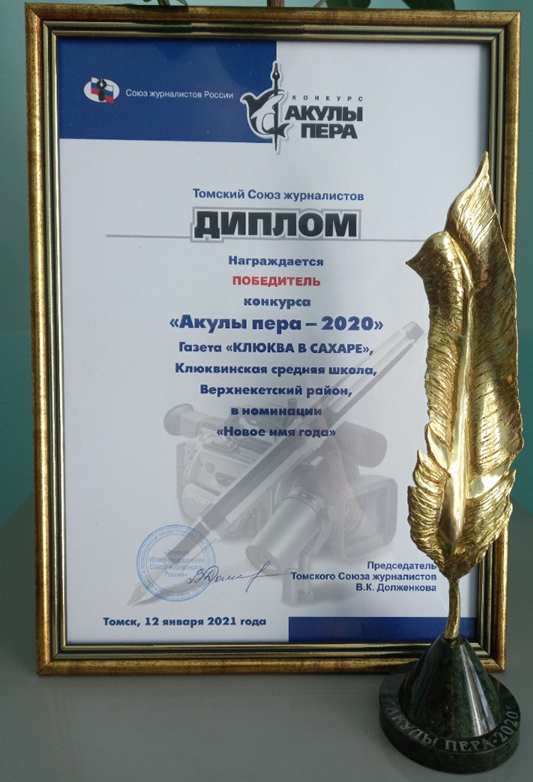 Союз журналистов России
КОНКУРС
АКУЛЫ
ПЕРА
Томский Союз журналистов
ДИПЛОМ
Награждается
ПОБЕДИТЕЛЬ
конкурса
«Акулы пера – 2020»
Газета «КЛЮКВА В САХАРЕ»,
Клюквинская средняя школа,
Верхнекетский район,
в номинации
«Новое имя года»
Председатель
Томского Союза журналистов
В.К. Долженкова
Томск, 12 января 2021 года
АКУЛЫ ПЕРА-2020